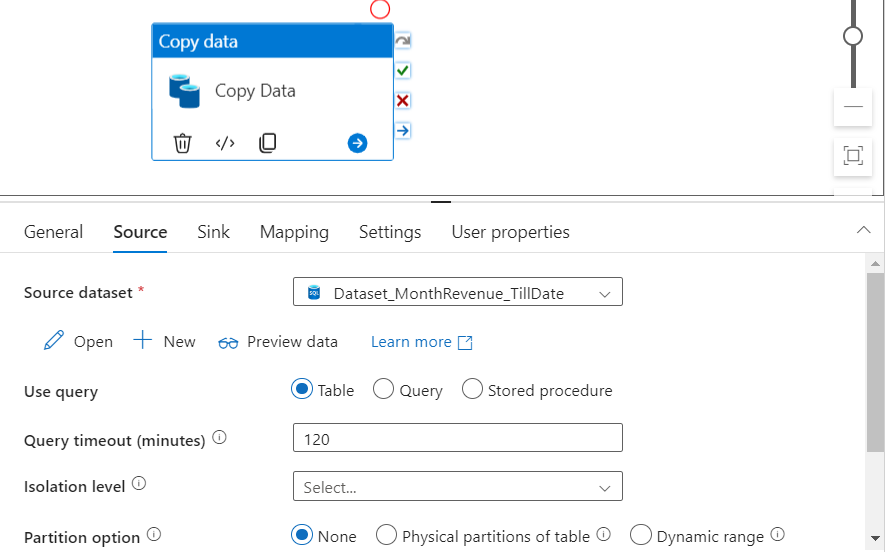 Copy data
Copy Data
General Source Sink Mapping Settings User properties
Source dataset * SQL Dataset_MonthRevenue_TillDate
Open New Preview data Learn more
Use query Table Query Stored procedure
Query timeout (minutes) 120
Isolation level Select...
Partition option None Physical partitions of table Dynamic range